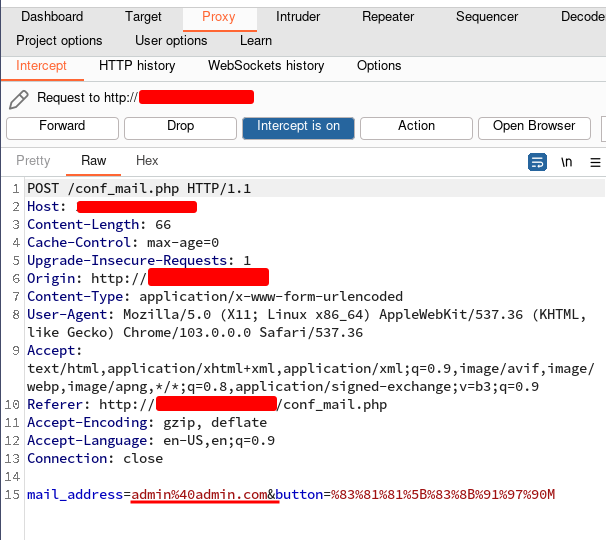 Dashboard Target Proxy Intruder Repeater Sequencer Decode
Project options User options Learn
Intercept HTTP history WebSockets history Options
Request to http://
Forward Drop Intercept is on Action Open Browser
Pretty Raw Hex \n
1 POST /conf_mail.php HTTP/1.1
2 Host:
3 Content-Length: 66
4 Cache-Control: max-age=0
5 Upgrade-Insecure-Requests: 1
6 Origin: http://
7 Content-Type: application/x-www-form-urlencoded
8 User-Agent: Mozilla/5.0 (X11; Linux x86_64) AppleWebKit/537.36 (KHTML,
like Gecko) Chrome/103.0.0.0 Safari/537.36
9 Accept:
text/html,application/xhtml+xml,application/xml;q=0.9,image/avif,image/
webp,image/apng,*/*;q=0.8,application/signed-exchange;v=b3;q=0.9
10 Referer: http:///conf_mail.php
11 Accept-Encoding: gzip, deflate
12 Accept-Language: en-US,en;q=0.9
13 Connection: close
14
15 mail_address=admin%40admin.com&button=%83%81%81%5B%83%8B%91%97%90M